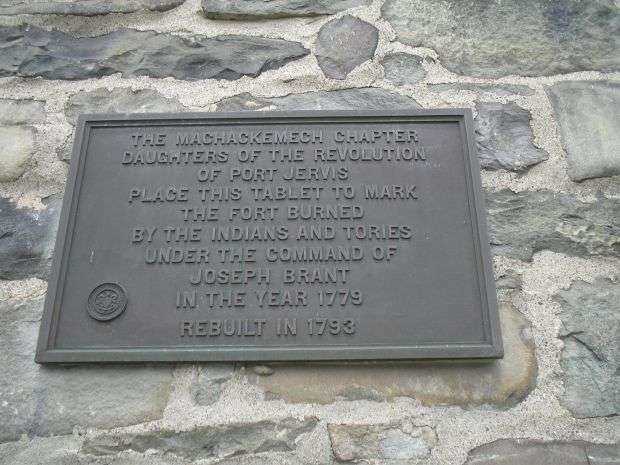 THE MACHACKEMECH CHAPTER
DAUGHTERS OF THE REVOLUTION
OF PORT JERVIS
PLACE THIS TABLET TO MARK
THE FORT BURNED
BY THE INDIANS AND TORIES
UNDER THE COMMAND OF
JOSEPH BRANT
IN THE YEAR 1779
REBUILT IN 1793